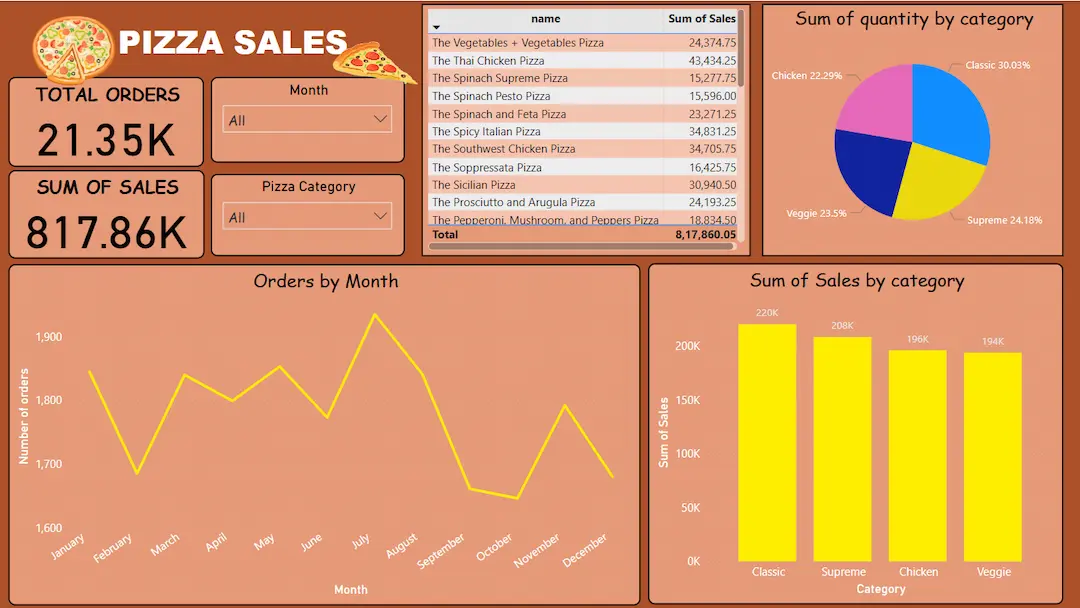 PIZZA SALES
TOTAL ORDERS
21.35K
Month
All
SUM OF SALES
817.86K
Pizza Category
All
name Sum of Sales
The Vegetables + Vegetables Pizza 24,374.75
The Thai Chicken Pizza 43,434.25
The Spinach Supreme Pizza 15,277.75
The Spinach Pesto Pizza 15,596.00
The Spinach and Feta Pizza 23,271.25
The Spicy Italian Pizza 34,831.25
The Southwest Chicken Pizza 34,705.75
The Soppressata Pizza 16,425.75
The Sicilian Pizza 30,940.50
The Prosciutto and Arugula Pizza 24,193.25
The Pepperoni, Mushroom, and Peppers Pizza 18,834.50
Total 8,17,860.05
Sum of quantity by category
Classic 30.03%
Chicken 22.29%
Veggie 23.5%
Supreme 24.18%
Orders by Month
Number of orders
1,900
1,800
1,700
1,600
January February March April May June July August September October November December
Month
Sum of Sales by category
Sum of Sales
200K
150K
100K
50K
0K
220K 208K 196K 194K
Classic Supreme Chicken Veggie
Category